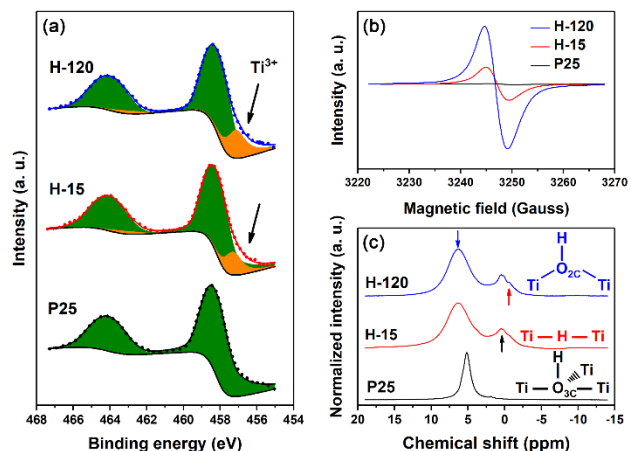 (a)
H-120
Ti3+
H-15
P25
Intensity (a. u.)
468 466 464 462 460 458 456 454
Binding energy (eV)
(b)
H-120
H-15
P25
Intensity (a. u.)
3220 3230 3240 3250 3260 3270
Magnetic field (Gauss)
(c)
H-120
H-15
P25
H
O2C
Ti Ti
Ti H Ti
H
Ti
Ti O3C Ti
Normalized intensity (a. u.)
20 15 10 5 0 -5 -10 -15
Chemical shift (ppm)